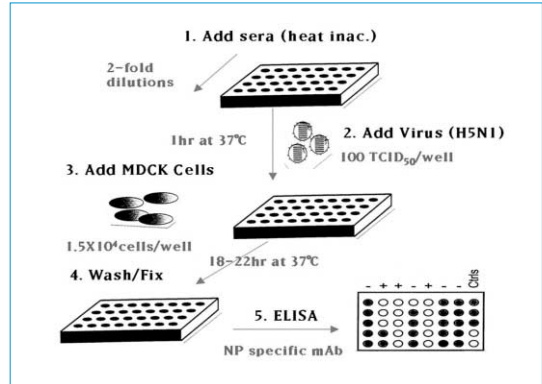 1. Add sera (heat inac.)
2-fold
dilutions
1hr at 37°C
2. Add Virus (H5N1)
100 TCID₅₀/well
3. Add MDCK Cells
1.5X10⁴cells/well
18-22hr at 37°C
4. Wash/Fix
5. ELISA
NP specific mAb
- + + - + - - Ctrls